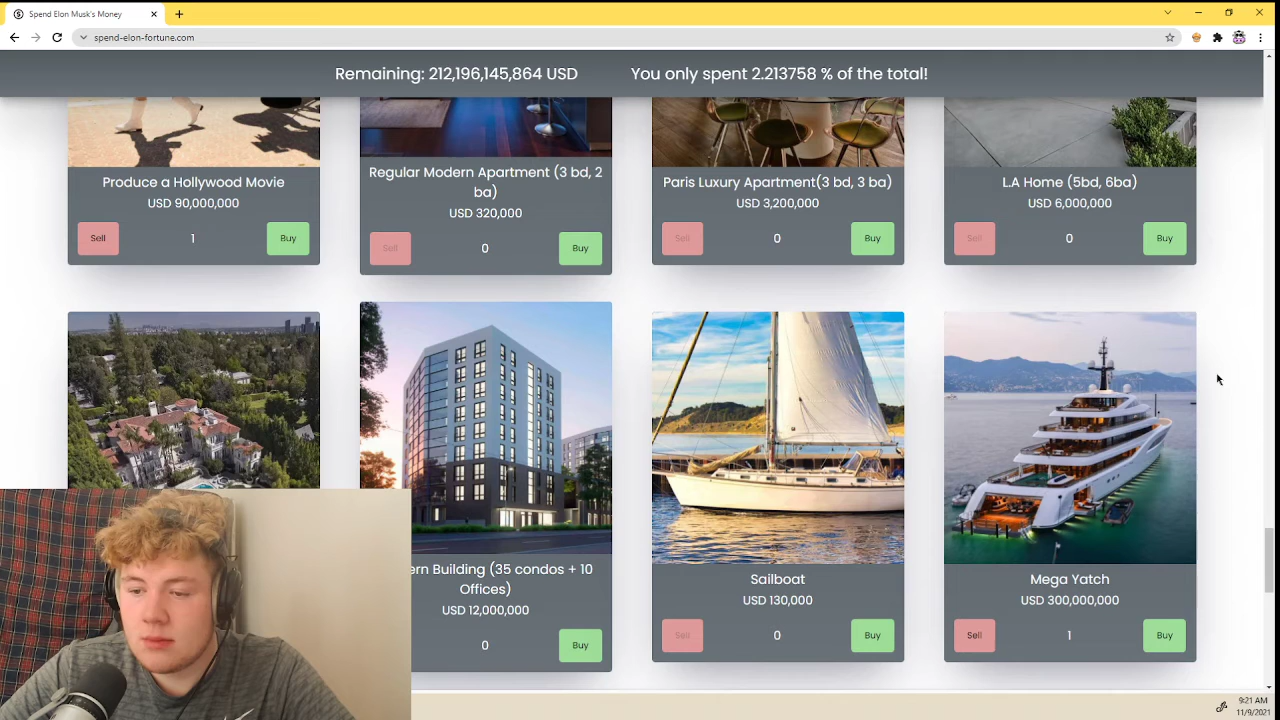 Spend Elon Musk's Money
spend-elon-fortune.com
Remaining: 212,196,145,864 USD
You only spent 2.213758 % of the total!
Produce a Hollywood Movie
USD 90,000,000
Sell
1
Buy
Regular Modern Apartment (3 bd, 2
ba)
USD 320,000
Sell
0
Buy
Paris Luxury Apartment(3 bd, 3 ba)
USD 3,200,000
Sell
0
Buy
L.A Home (5bd, 6ba)
USD 6,000,000
Sell
0
Buy
ern Building (35 condos + 10
Offices)
USD 12,000,000
0
Buy
Sailboat
USD 130,000
Sell
0
Buy
Mega Yatch
USD 300,000,000
Sell
1
Buy
9:21 AM
11/9/2021